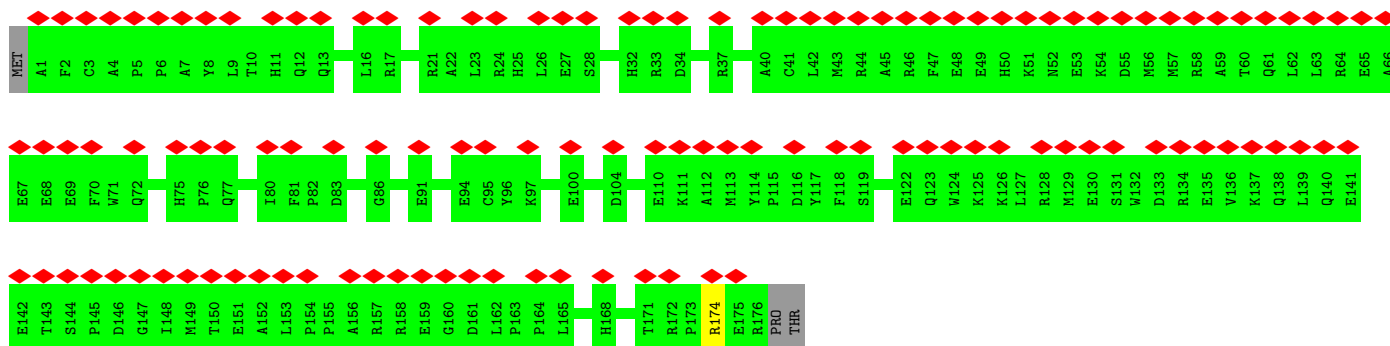 MET A1 F2 C3 A4 P5 P6 A7 Y8 L9 T10 H11 Q12 Q13 L16 R17 R21 A22 L23 R24 H25 L26 E27 S28 H32 R33 D34 R37 A40 C41 L42 M43 R44 A45 R46 F47 E48 E49 H50 K51 N52 E53 K54 D55 M56 M57 R58 A59 T60 Q61 L62 L63 R64 E65 A66
E67 E68 E69 F70 W71 Q72 H75 P76 Q77 I80 F81 P82 D83 G86 E91 E94 C95 Y96 K97 E100 D104 E110 K111 A112 M113 Y114 P115 D116 Y117 F118 S119 E122 Q123 W124 K125 K126 L127 R128 M129 E130 S131 W132 D133 R134 E135 V136 K137 Q138 L139 Q140 E141
E142 T143 S144 P145 D146 G147 I148 M149 T150 E151 A152 L153 P154 P155 A156 R157 R158 E159 G160 D161 L162 P163 P164 L165 H168 T171 R172 P173 R174 E175 R176 PRO THR